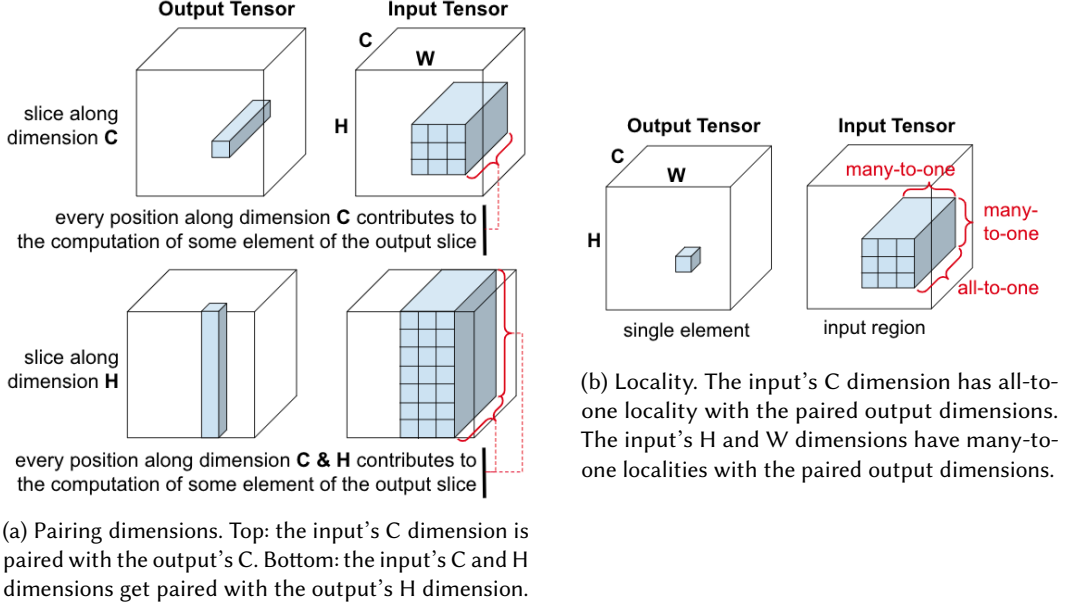 Output Tensor
Input Tensor
C
W
H
slice along
dimension C
every position along dimension C contributes to
the computation of some element of the output slice
slice along
dimension H
every position along dimension C & H contributes to
the computation of some element of the output slice
(a) Pairing dimensions. Top: the input's C dimension is
paired with the output's C. Bottom: the input's C and H
dimensions get paired with the output's H dimension.
Output Tensor
Input Tensor
C
W
H
many-to-one
many-
to-one
all-to-one
single element
input region
(b) Locality. The input's C dimension has all-to-
one locality with the paired output dimensions.
The input's H and W dimensions have many-to-
one localities with the paired output dimensions.